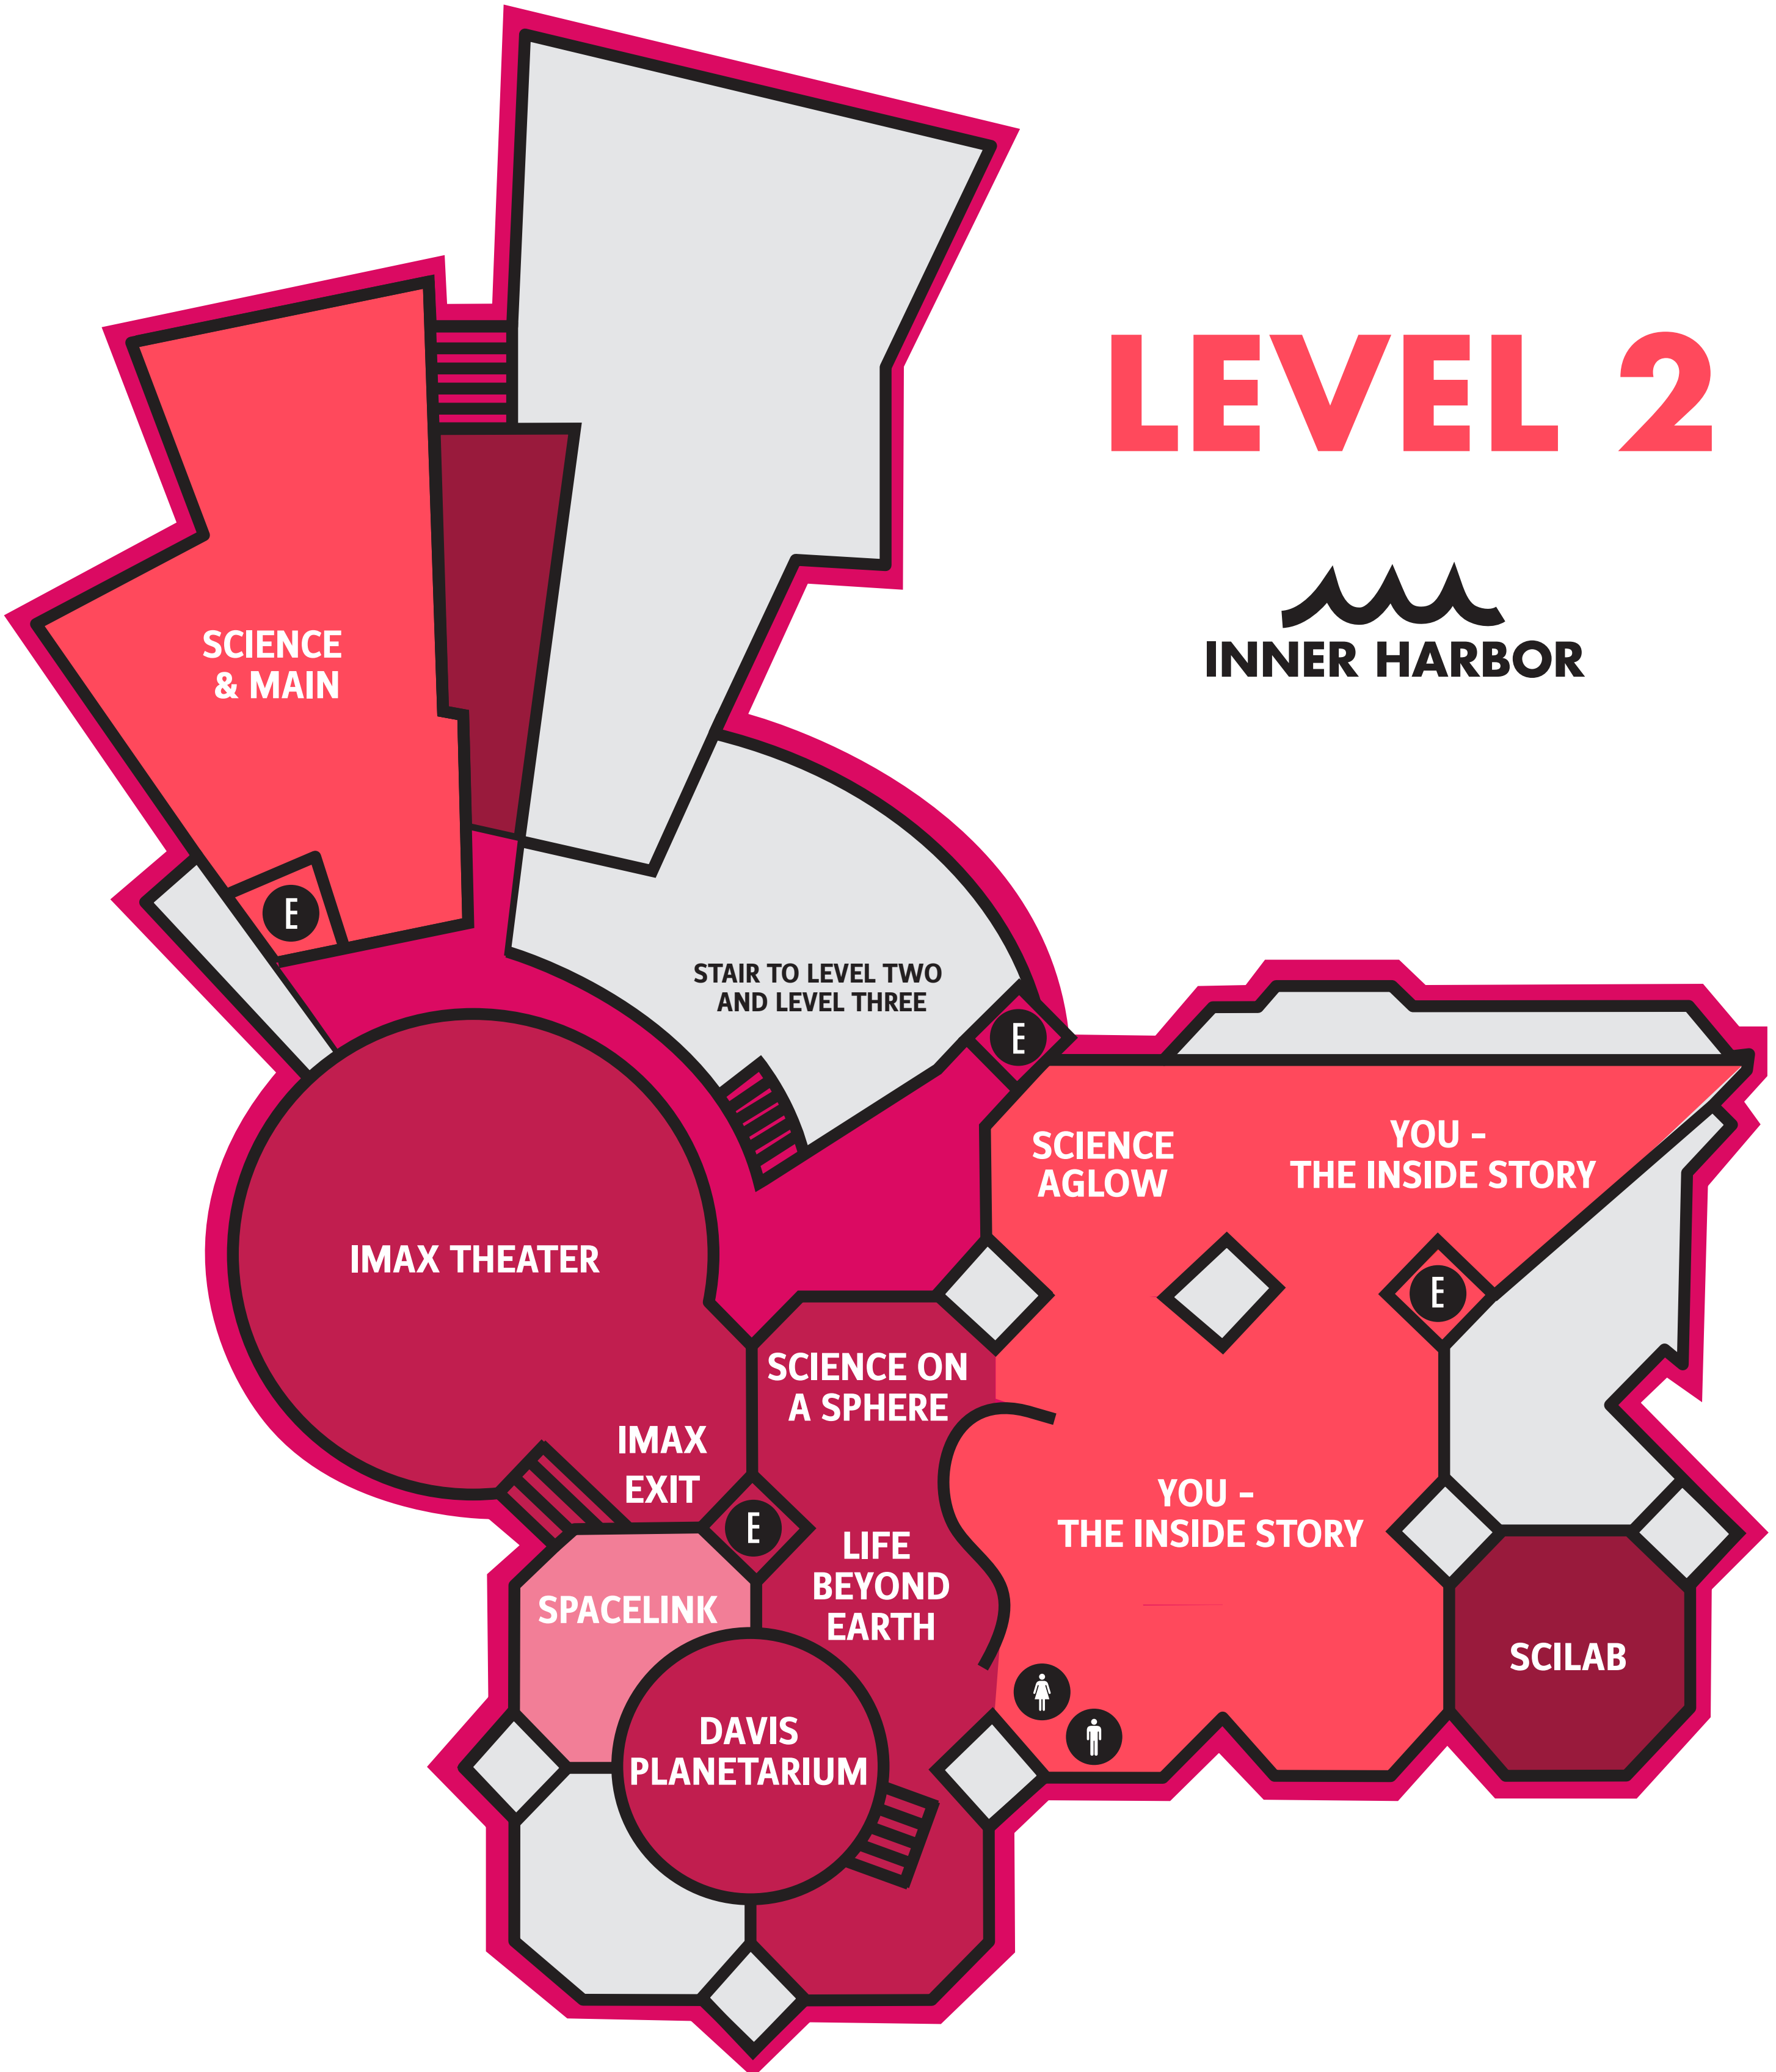 LEVEL 2
INNER HARBOR
SCIENCE
& MAIN
E
STAIR TO LEVEL TWO
AND LEVEL THREE
E
SCIENCE
AGLOW
YOU -
THE INSIDE STORY
IMAX THEATER
E
SCIENCE ON
A SPHERE
IMAX
EXIT
E
YOU -
THE INSIDE STORY
LIFE
BEYOND
EARTH
SPACELINK
SCILAB
DAVIS
PLANETARIUM